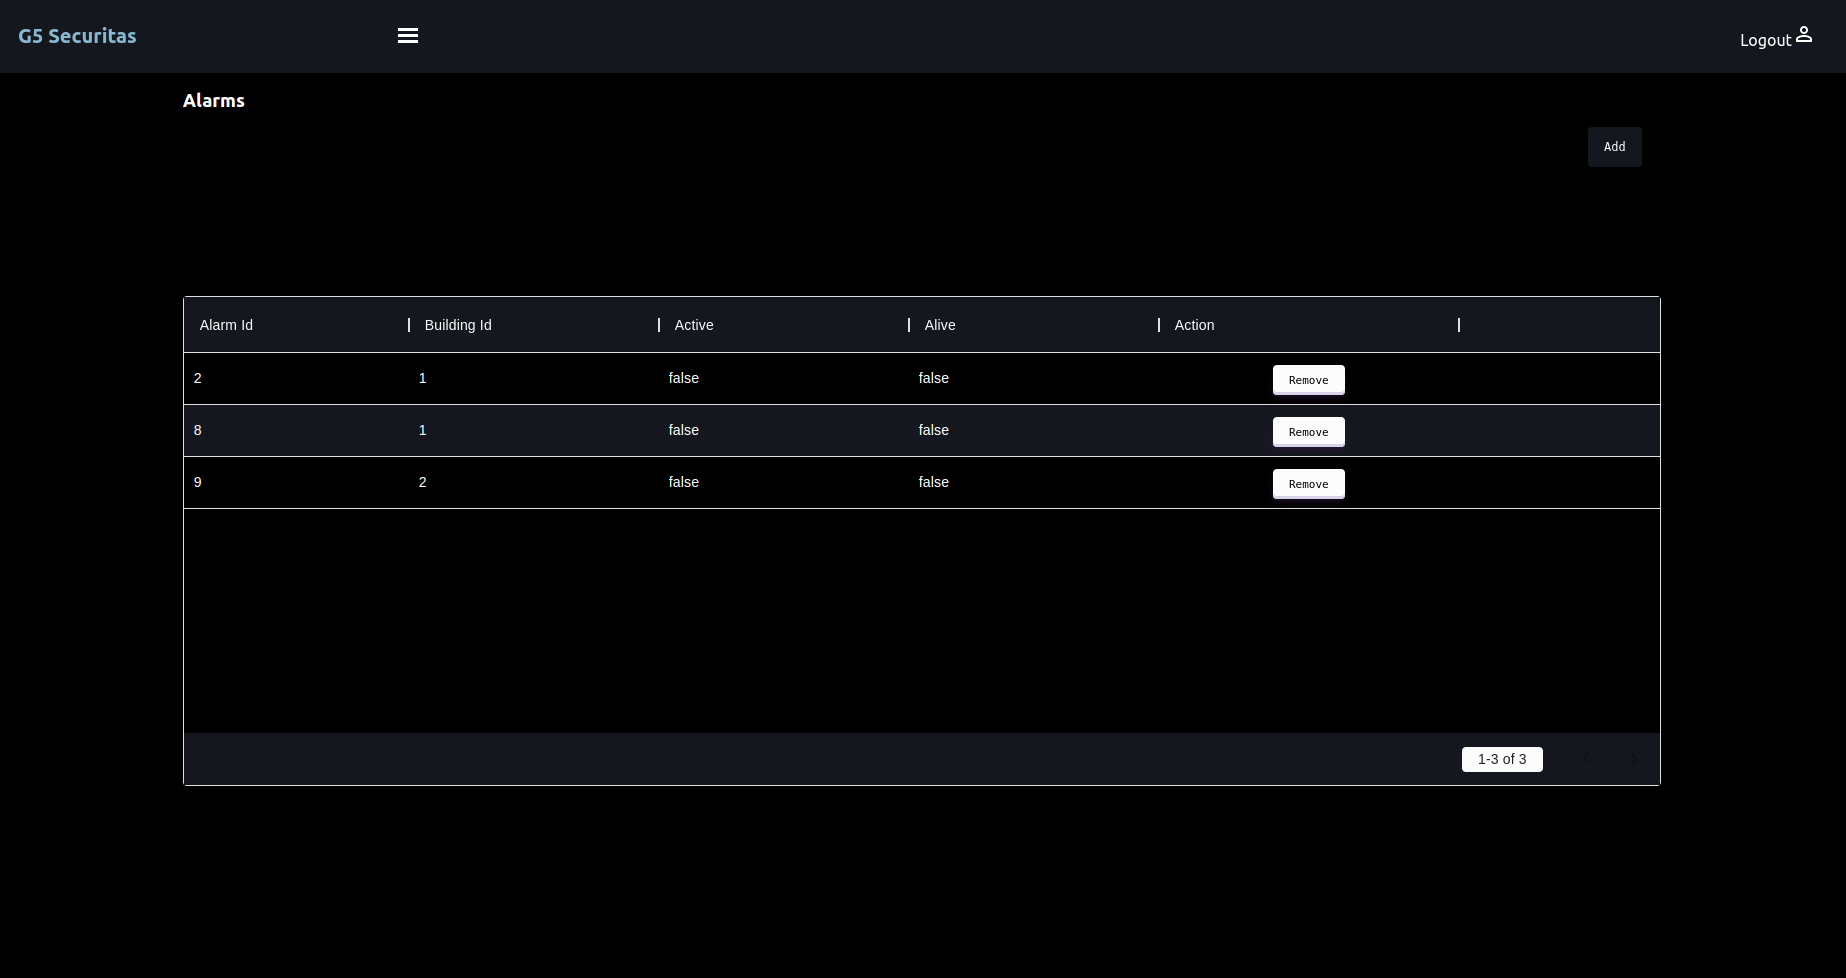 G5 Securitas
Logout
Alarms
Add
Alarm Id Building Id Active Alive Action
2 1 false false Remove
8 1 false false Remove
9 2 false false Remove
1-3 of 3